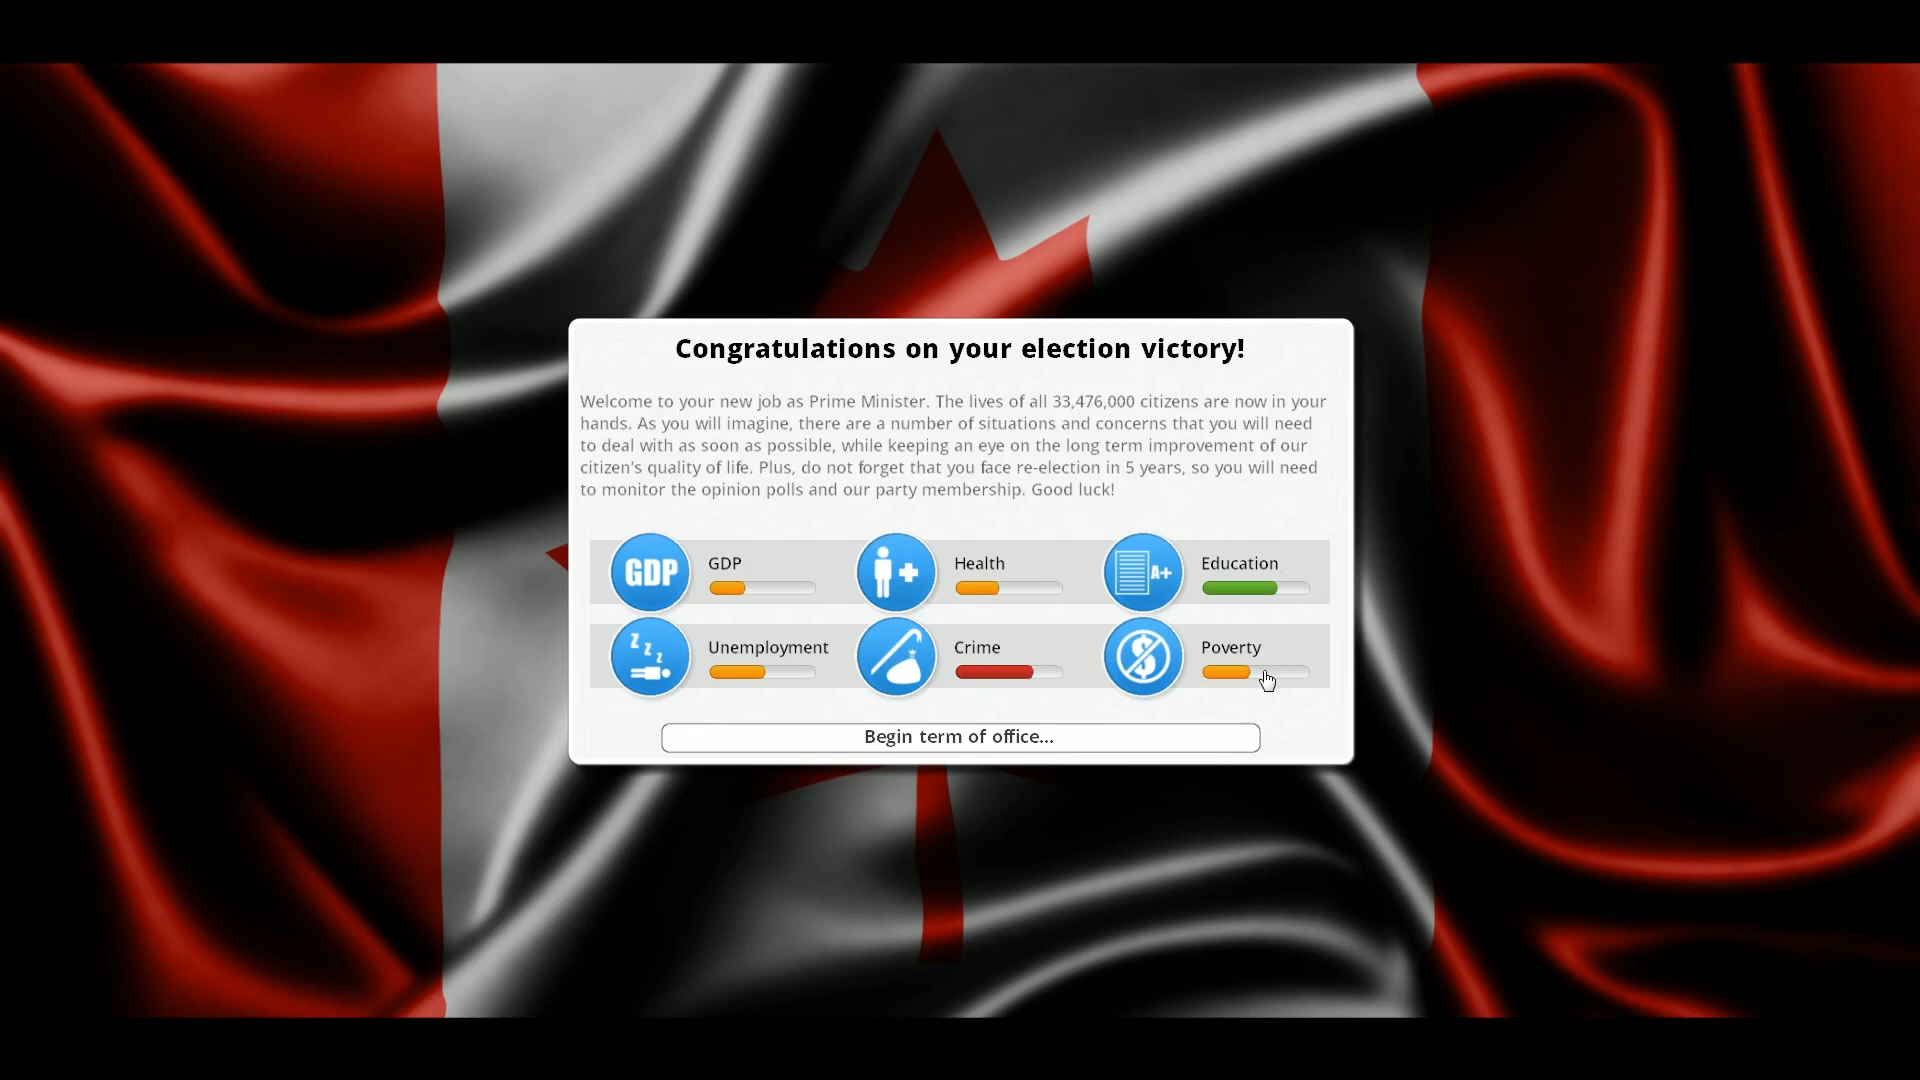 Congratulations on your election victory!
Welcome to your new job as Prime Minister. The lives of all 33,476,000 citizens are now in your
hands. As you will imagine, there are a number of situations and concerns that you will need
to deal with as soon as possible, while keeping an eye on the long term improvement of our
citizen's quality of life. Plus, do not forget that you face re-election in 5 years, so you will need
to monitor the opinion polls and our party membership. Good luck!
GDP
GDP
Health
A+
Education
z z z
Unemployment
Crime
$
Poverty
Begin term of office...